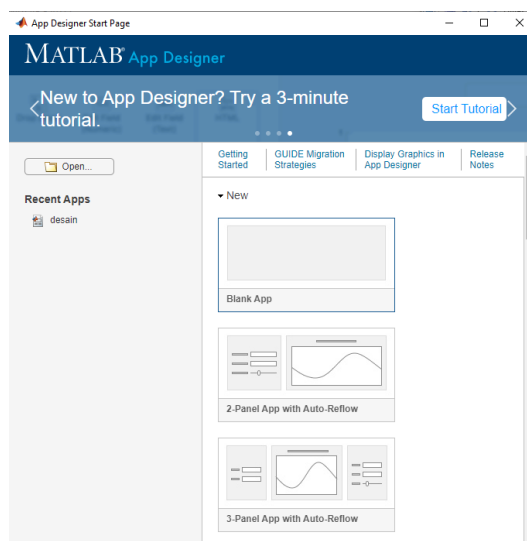 App Designer Start Page
MATLAB® App Designer
New to App Designer? Try a 3-minute
tutorial.
Start Tutorial
Open...
Recent Apps
desain
Getting
Started
GUIDE Migration
Strategies
Display Graphics in
App Designer
Release
Notes
New
Blank App
2-Panel App with Auto-Reflow
3-Panel App with Auto-Reflow